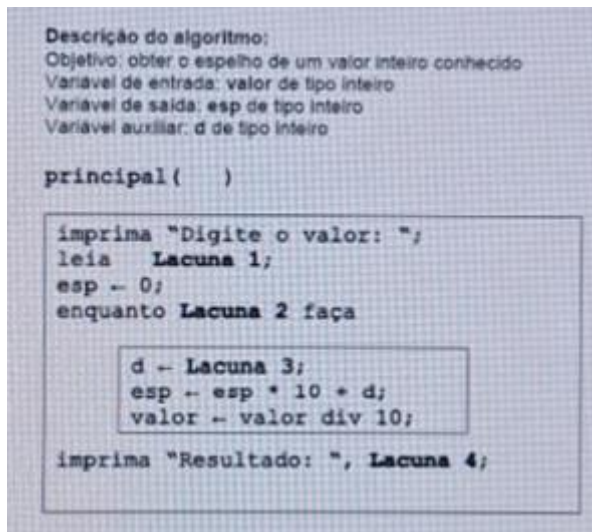 Descrição do algoritmo:
Objetivo: obter o espelho de um valor inteiro conhecido
Variável de entrada: valor de tipo inteiro
Variável de saída: esp de tipo inteiro
Variável auxiliar: d de tipo inteiro
principal( )
imprima "Digite o valor: ";
leia Lacuna 1;
esp ← 0;
enquanto Lacuna 2 faça
d ← Lacuna 3;
esp ← esp * 10 + d;
valor ← valor div 10;
imprima "Resultado: ", Lacuna 4;